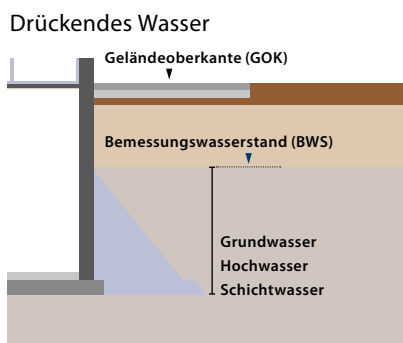 Drückendes Wasser
Geländeoberkante (GOK)
Bemessungswasserstand (BWS)
Grundwasser
Hochwasser
Schichtwasser